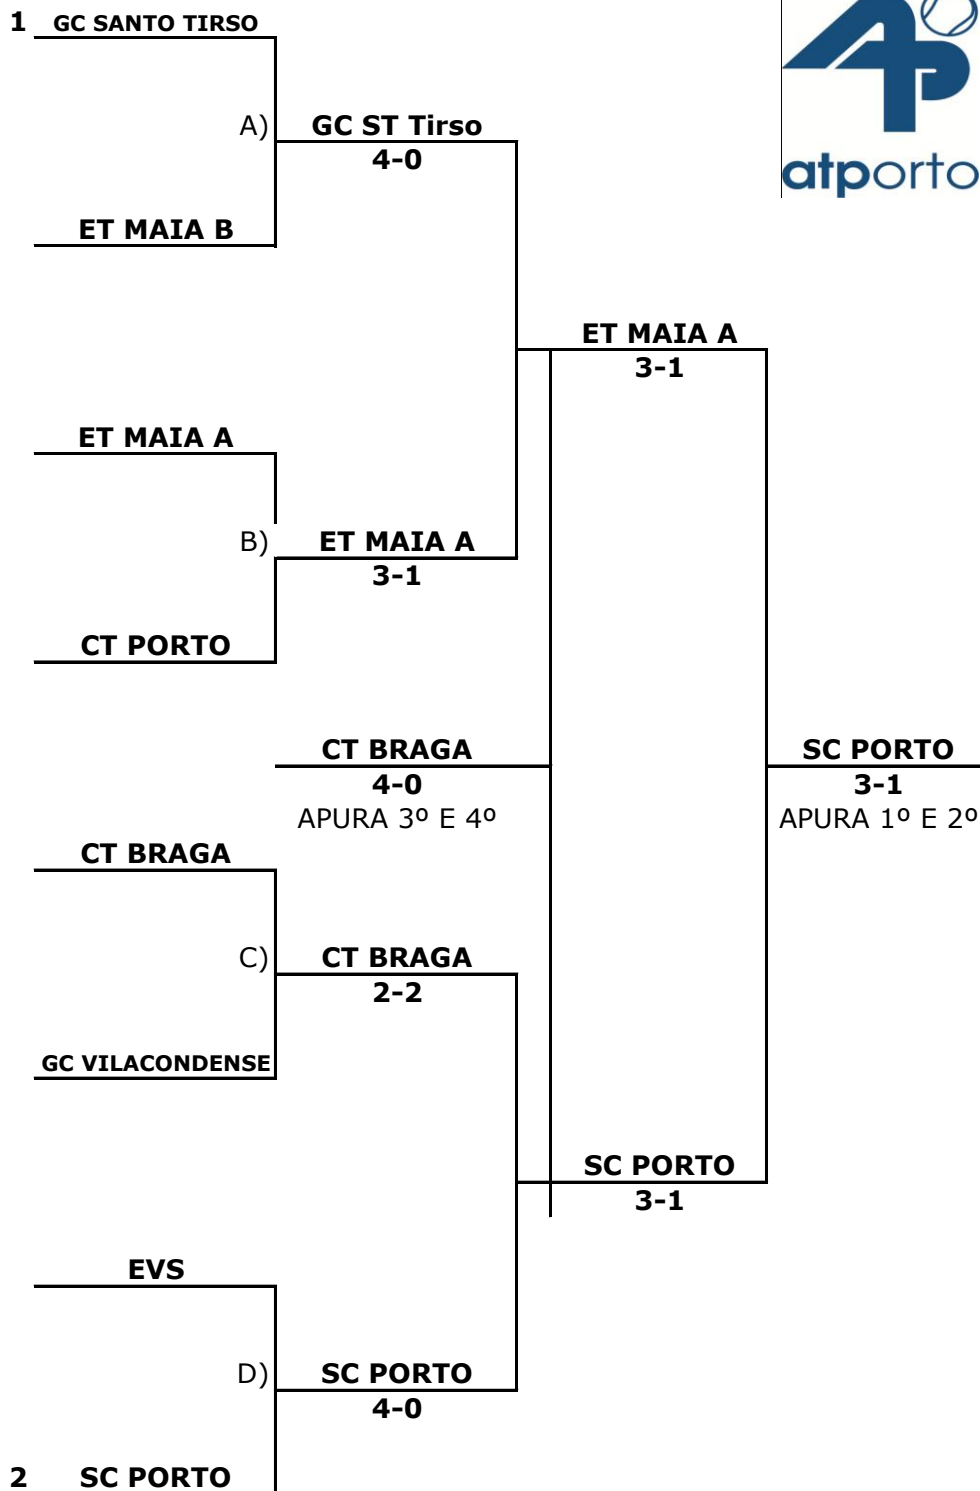 1 GC SANTO TIRSO
atporto
A) GC ST Tirso
4-0
ET MAIA B
ET MAIA A
3-1
ET MAIA A
B) ET MAIA A
3-1
CT PORTO
CT BRAGA
4-0
APURA 3º E 4º
SC PORTO
3-1
APURA 1º E 2º
CT BRAGA
C) CT BRAGA
2-2
GC VILACONDENSE
SC PORTO
3-1
EVS
D) SC PORTO
4-0
2 SC PORTO